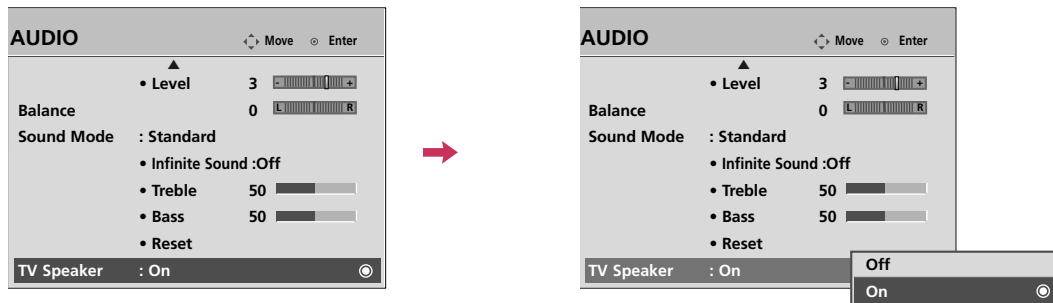 AUDIO Move Enter
• Level 3 - +
Balance 0 L R
Sound Mode : Standard
• Infinite Sound :Off
• Treble 50
• Bass 50
• Reset
TV Speaker : On
AUDIO Move Enter
• Level 3 - +
Balance 0 L R
Sound Mode : Standard
• Infinite Sound :Off
• Treble 50
• Bass 50
• Reset
TV Speaker : On
Off
On